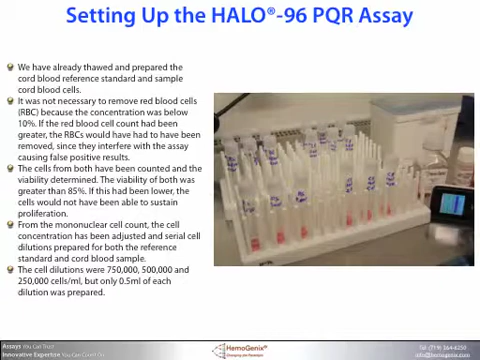 Setting Up the HALO®-96 PQR Assay
We have already thawed and prepared the
cord blood reference standard and sample
cord blood cells.
It was not necessary to remove red blood cells
(RBC) because the concentration was below
10%. If the red blood cell count had been
greater, the RBCs would have had to have been
removed, since they interfere with the assay
causing false positive results.
The cells from both have been counted and the
viability determined. The viability of both was
greater than 85%. If this had been lower, the
cells would not have been able to sustain
proliferation.
From the mononuclear cell count, the cell
concentration has been adjusted and serial cell
dilutions prepared for both the reference
standard and cord blood sample.
The cell dilutions were 750,000, 500,000 and
250,000 cells/ml, but only 0.5ml of each
dilution was prepared.
Assays You Can Trust
Innovative Expertise You Can Count On
HemoGenix®
Tel: (719) 264-6250
info@hemogenix.com